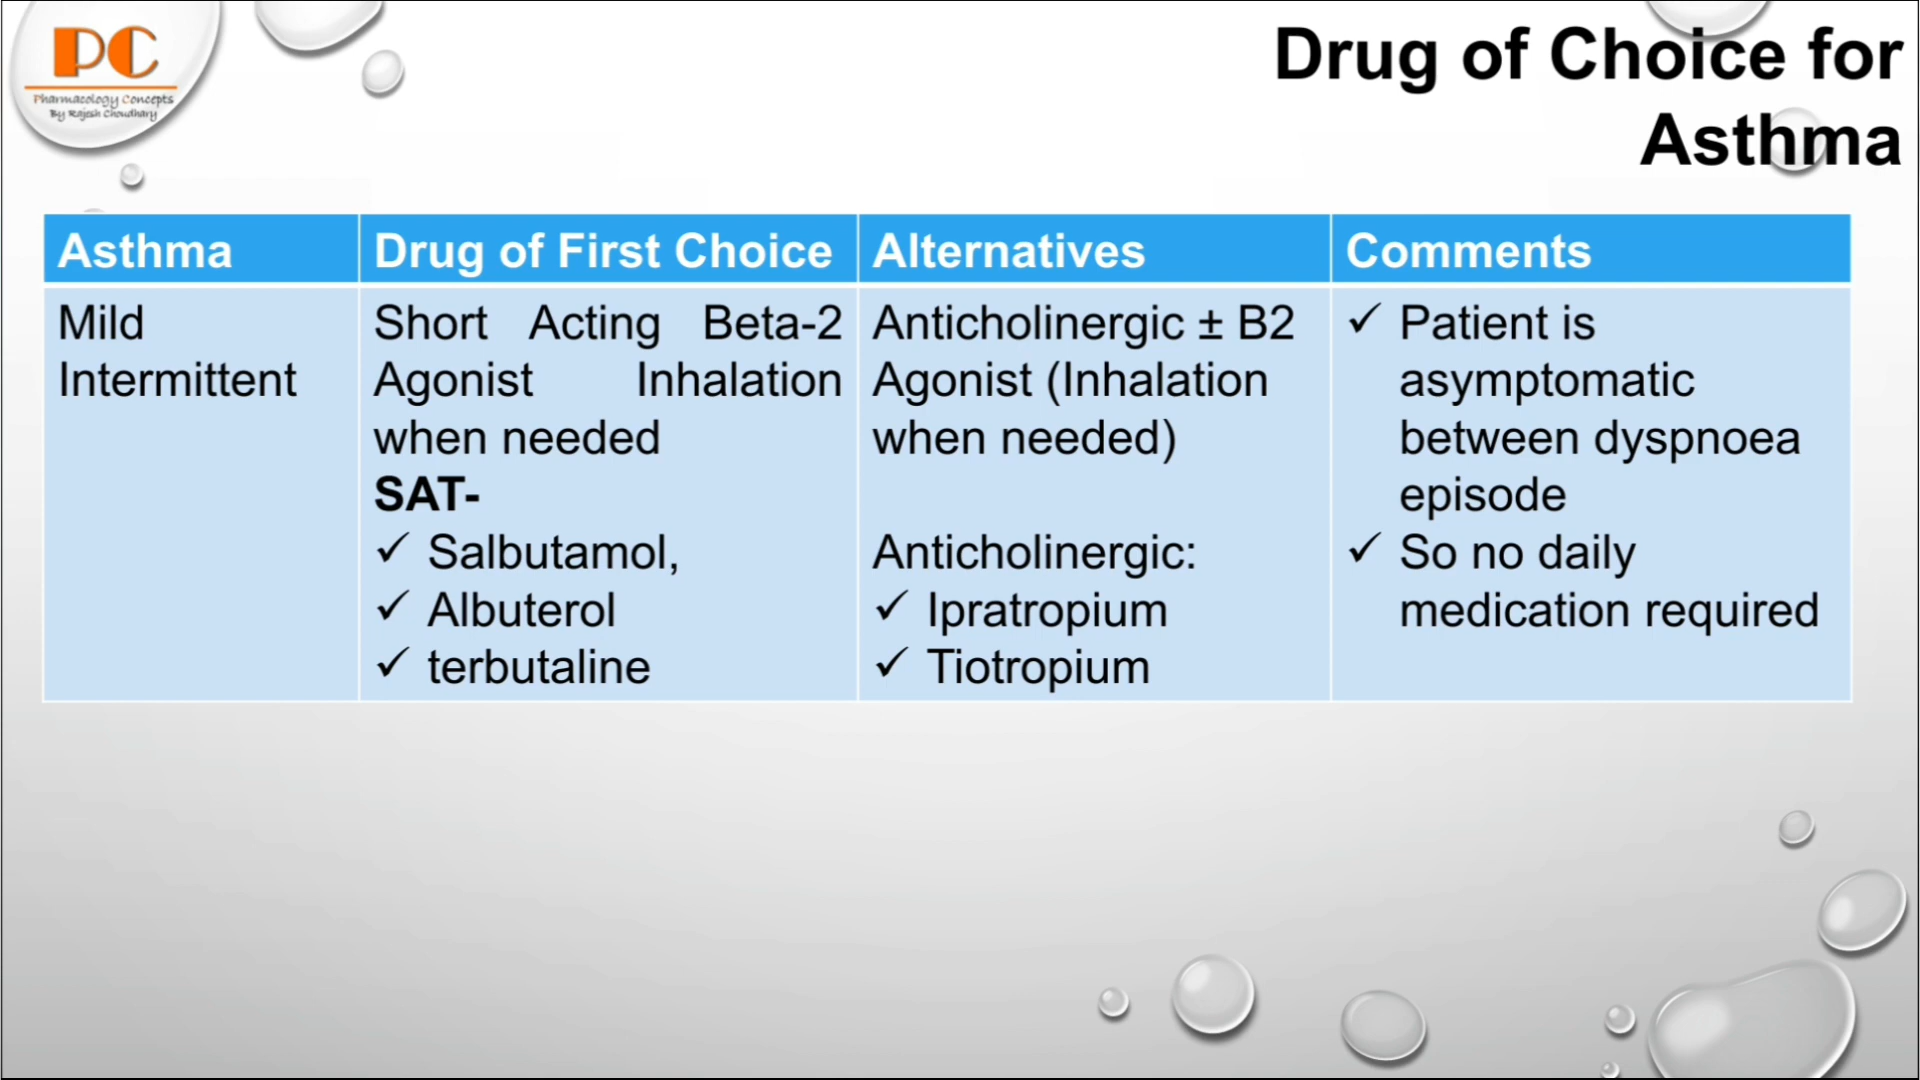 PC
Pharmacology Concepts
By Rajesh Choudhary
Drug of Choice for
Asthma
Asthma
Drug of First Choice
Alternatives
Comments
Mild
Intermittent
Short Acting Beta-2
Agonist Inhalation
when needed
SAT-
✓ Salbutamol,
✓ Albuterol
✓ terbutaline
Anticholinergic ± B2
Agonist (Inhalation
when needed)
Anticholinergic:
✓ Ipratropium
✓ Tiotropium
✓ Patient is
asymptomatic
between dyspnoea
episode
✓ So no daily
medication required